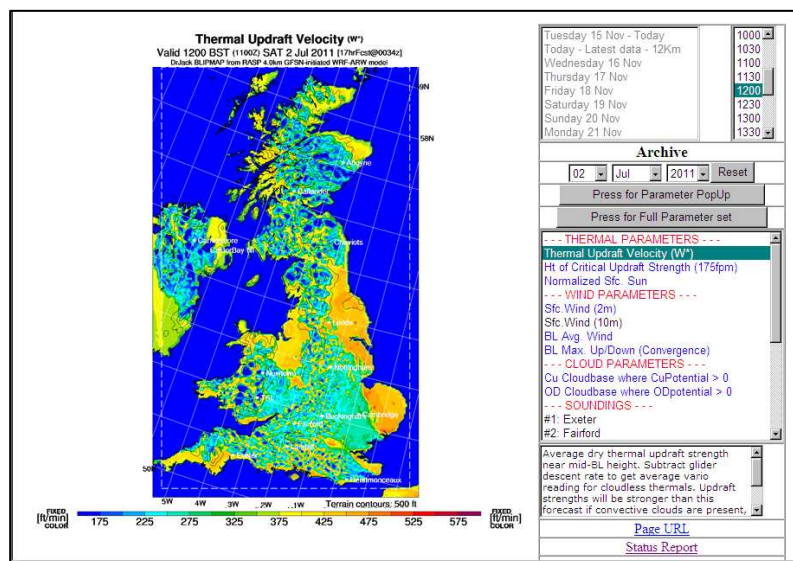 Thermal Updraft Velocity (W*)
Valid 1200 BST (1100Z) SAT 2 Jul 2011 [17hrFcst@0034z]
DrJack BLIPMAP from RASP 4.0km GFSN-initiated WRF-ARW model
9N
58N
Aboyne
Callander
Cheviots
Leeds
Nottingham
Cambridge
Fairford
50N
5W 4W .3W ..2W ...1W Terrain contours: 500 ft
FIXED [ft/min] COLOR
175 225 275 325 375 425 475 525 575
FIXED [ft/min] COLOR
Tuesday 15 Nov - Today
Today - Latest data - 12Km
Wednesday 16 Nov
Thursday 17 Nov
Friday 18 Nov
Saturday 19 Nov
Sunday 20 Nov
Monday 21 Nov
1000
1030
1100
1130
1200
1230
1300
1330
Archive
02 Jul 2011 Reset
Press for Parameter PopUp
Press for Full Parameter set
- - - THERMAL PARAMETERS - - -
Thermal Updraft Velocity (W*)
Ht of Critical Updraft Strength (175fpm)
Normalized Sfc. Sun
- - - WIND PARAMETERS - - -
Sfc.Wind (2m)
Sfc.Wind (10m)
BL Avg. Wind
BL Max. Up/Down (Convergence)
- - - CLOUD PARAMETERS - - -
Cu Cloudbase where CuPotential > 0
OD Cloudbase where ODpotential > 0
- - - SOUNDINGS - - -
#1: Exeter
#2: Fairford
Average dry thermal updraft strength
near mid-BL height. Subtract glider
descent rate to get average vario
reading for cloudless thermals. Updraft
strengths will be stronger than this
forecast if convective clouds are present,
Page URL
Status Report